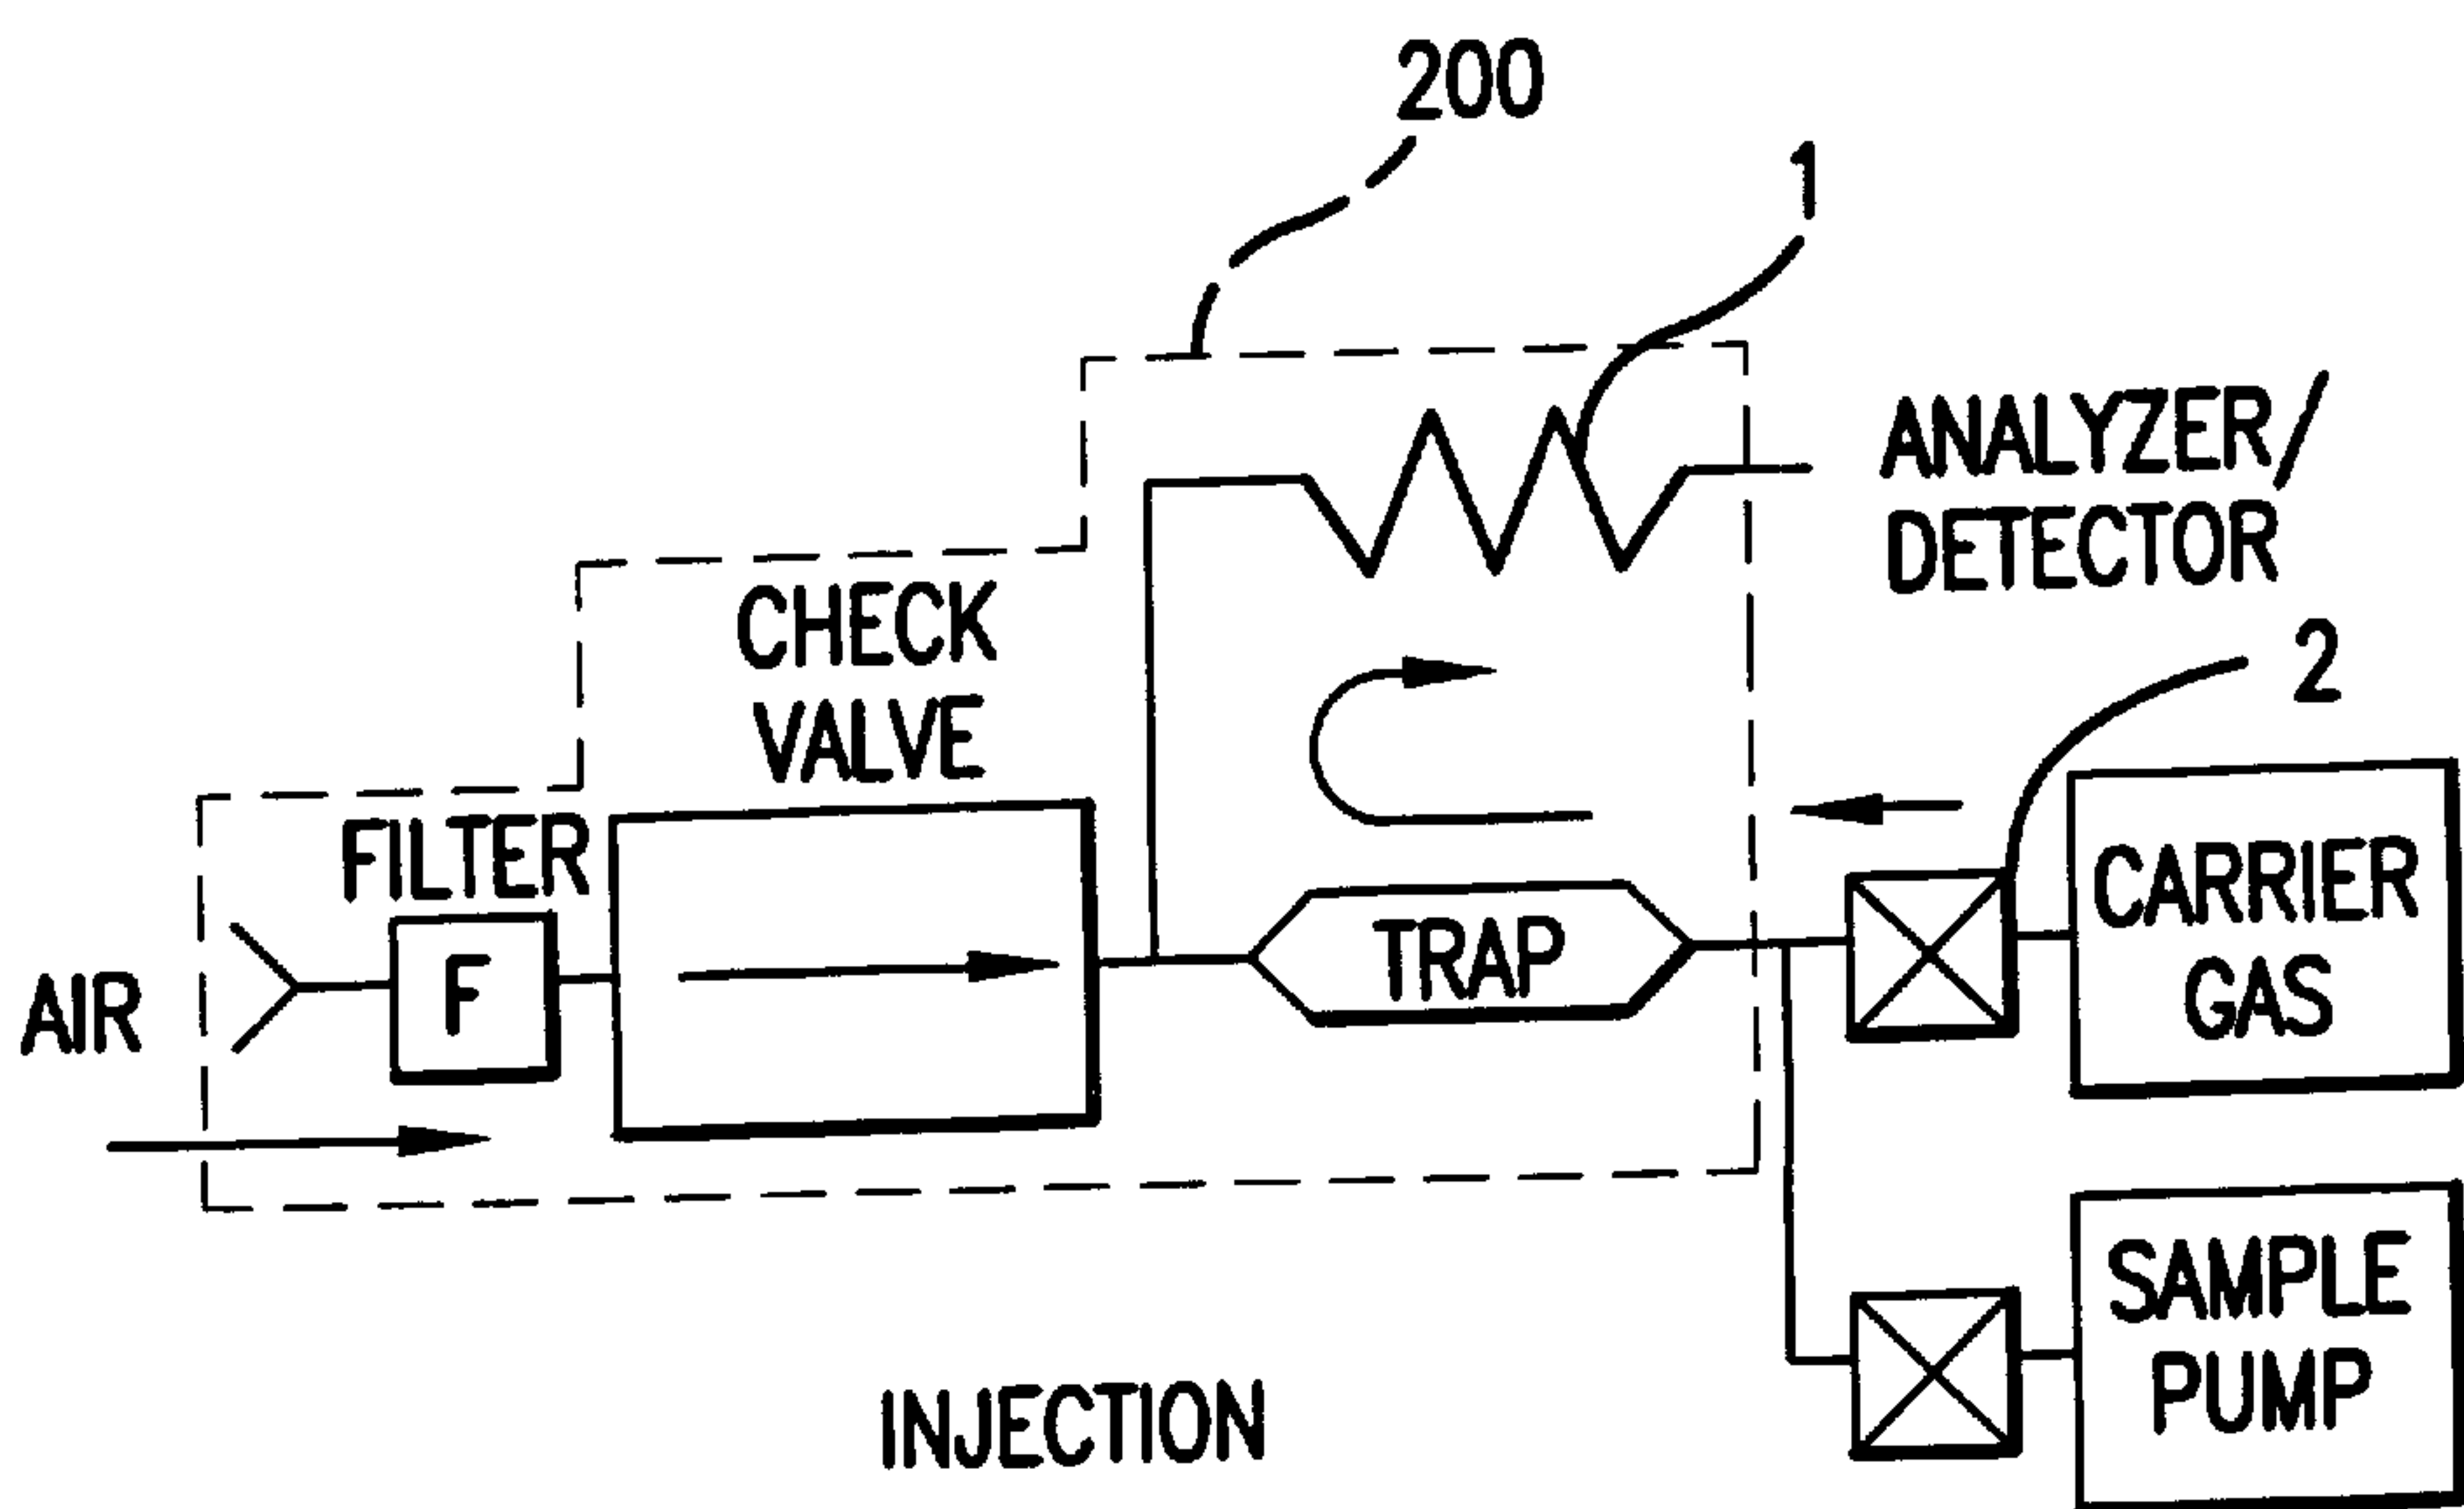 200
1
ANALYZER/
DETECTOR
CHECK
VALVE
2
FILTER
CARRIER
GAS
AIR
F
TRAP
SAMPLE
PUMP
INJECTION